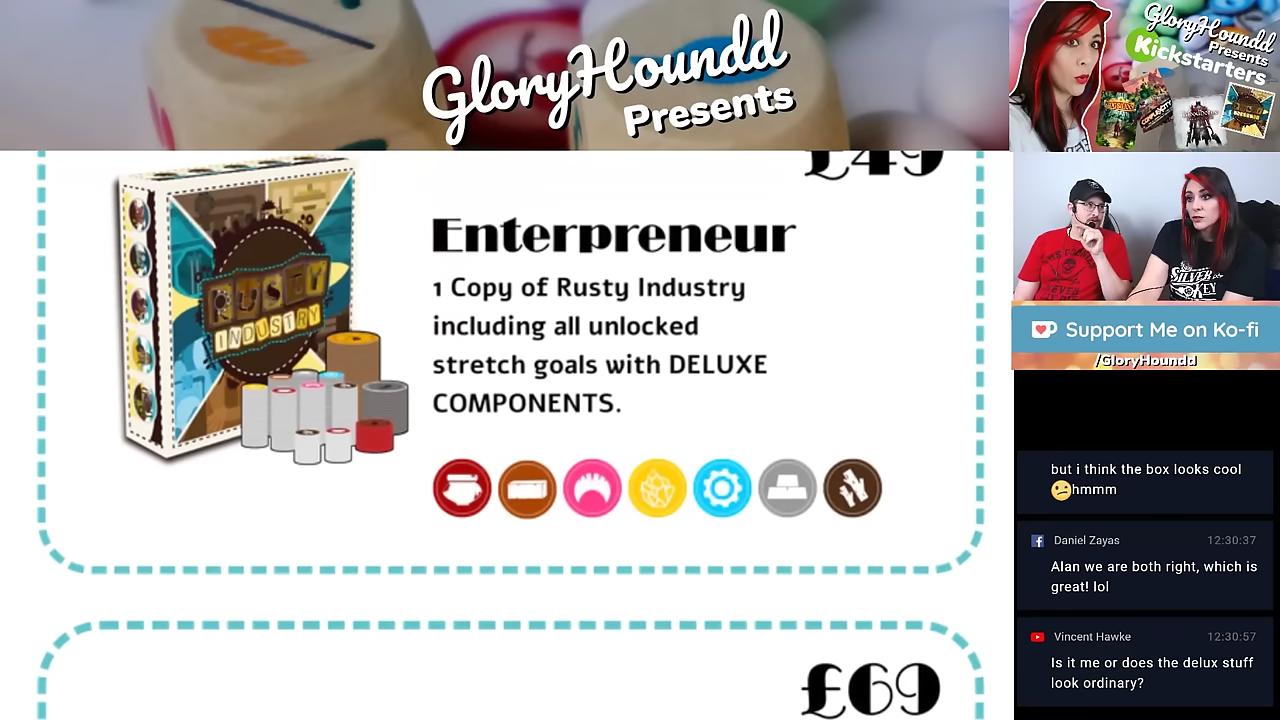 GloryHoundd
Presents
GloryHoundd
Presents
Kickstarters
£49
RUSTY
INDUSTRY
Enterpreneur
1 Copy of Rusty Industry
including all unlocked
stretch goals with DELUXE
COMPONENTS.
£69
Support Me on Ko-fi
/GloryHoundd
but i think the box looks cool
hmmm
Daniel Zayas
12:30:37
Alan we are both right, which is
great! lol
Vincent Hawke
12:30:57
Is it me or does the delux stuff
look ordinary?